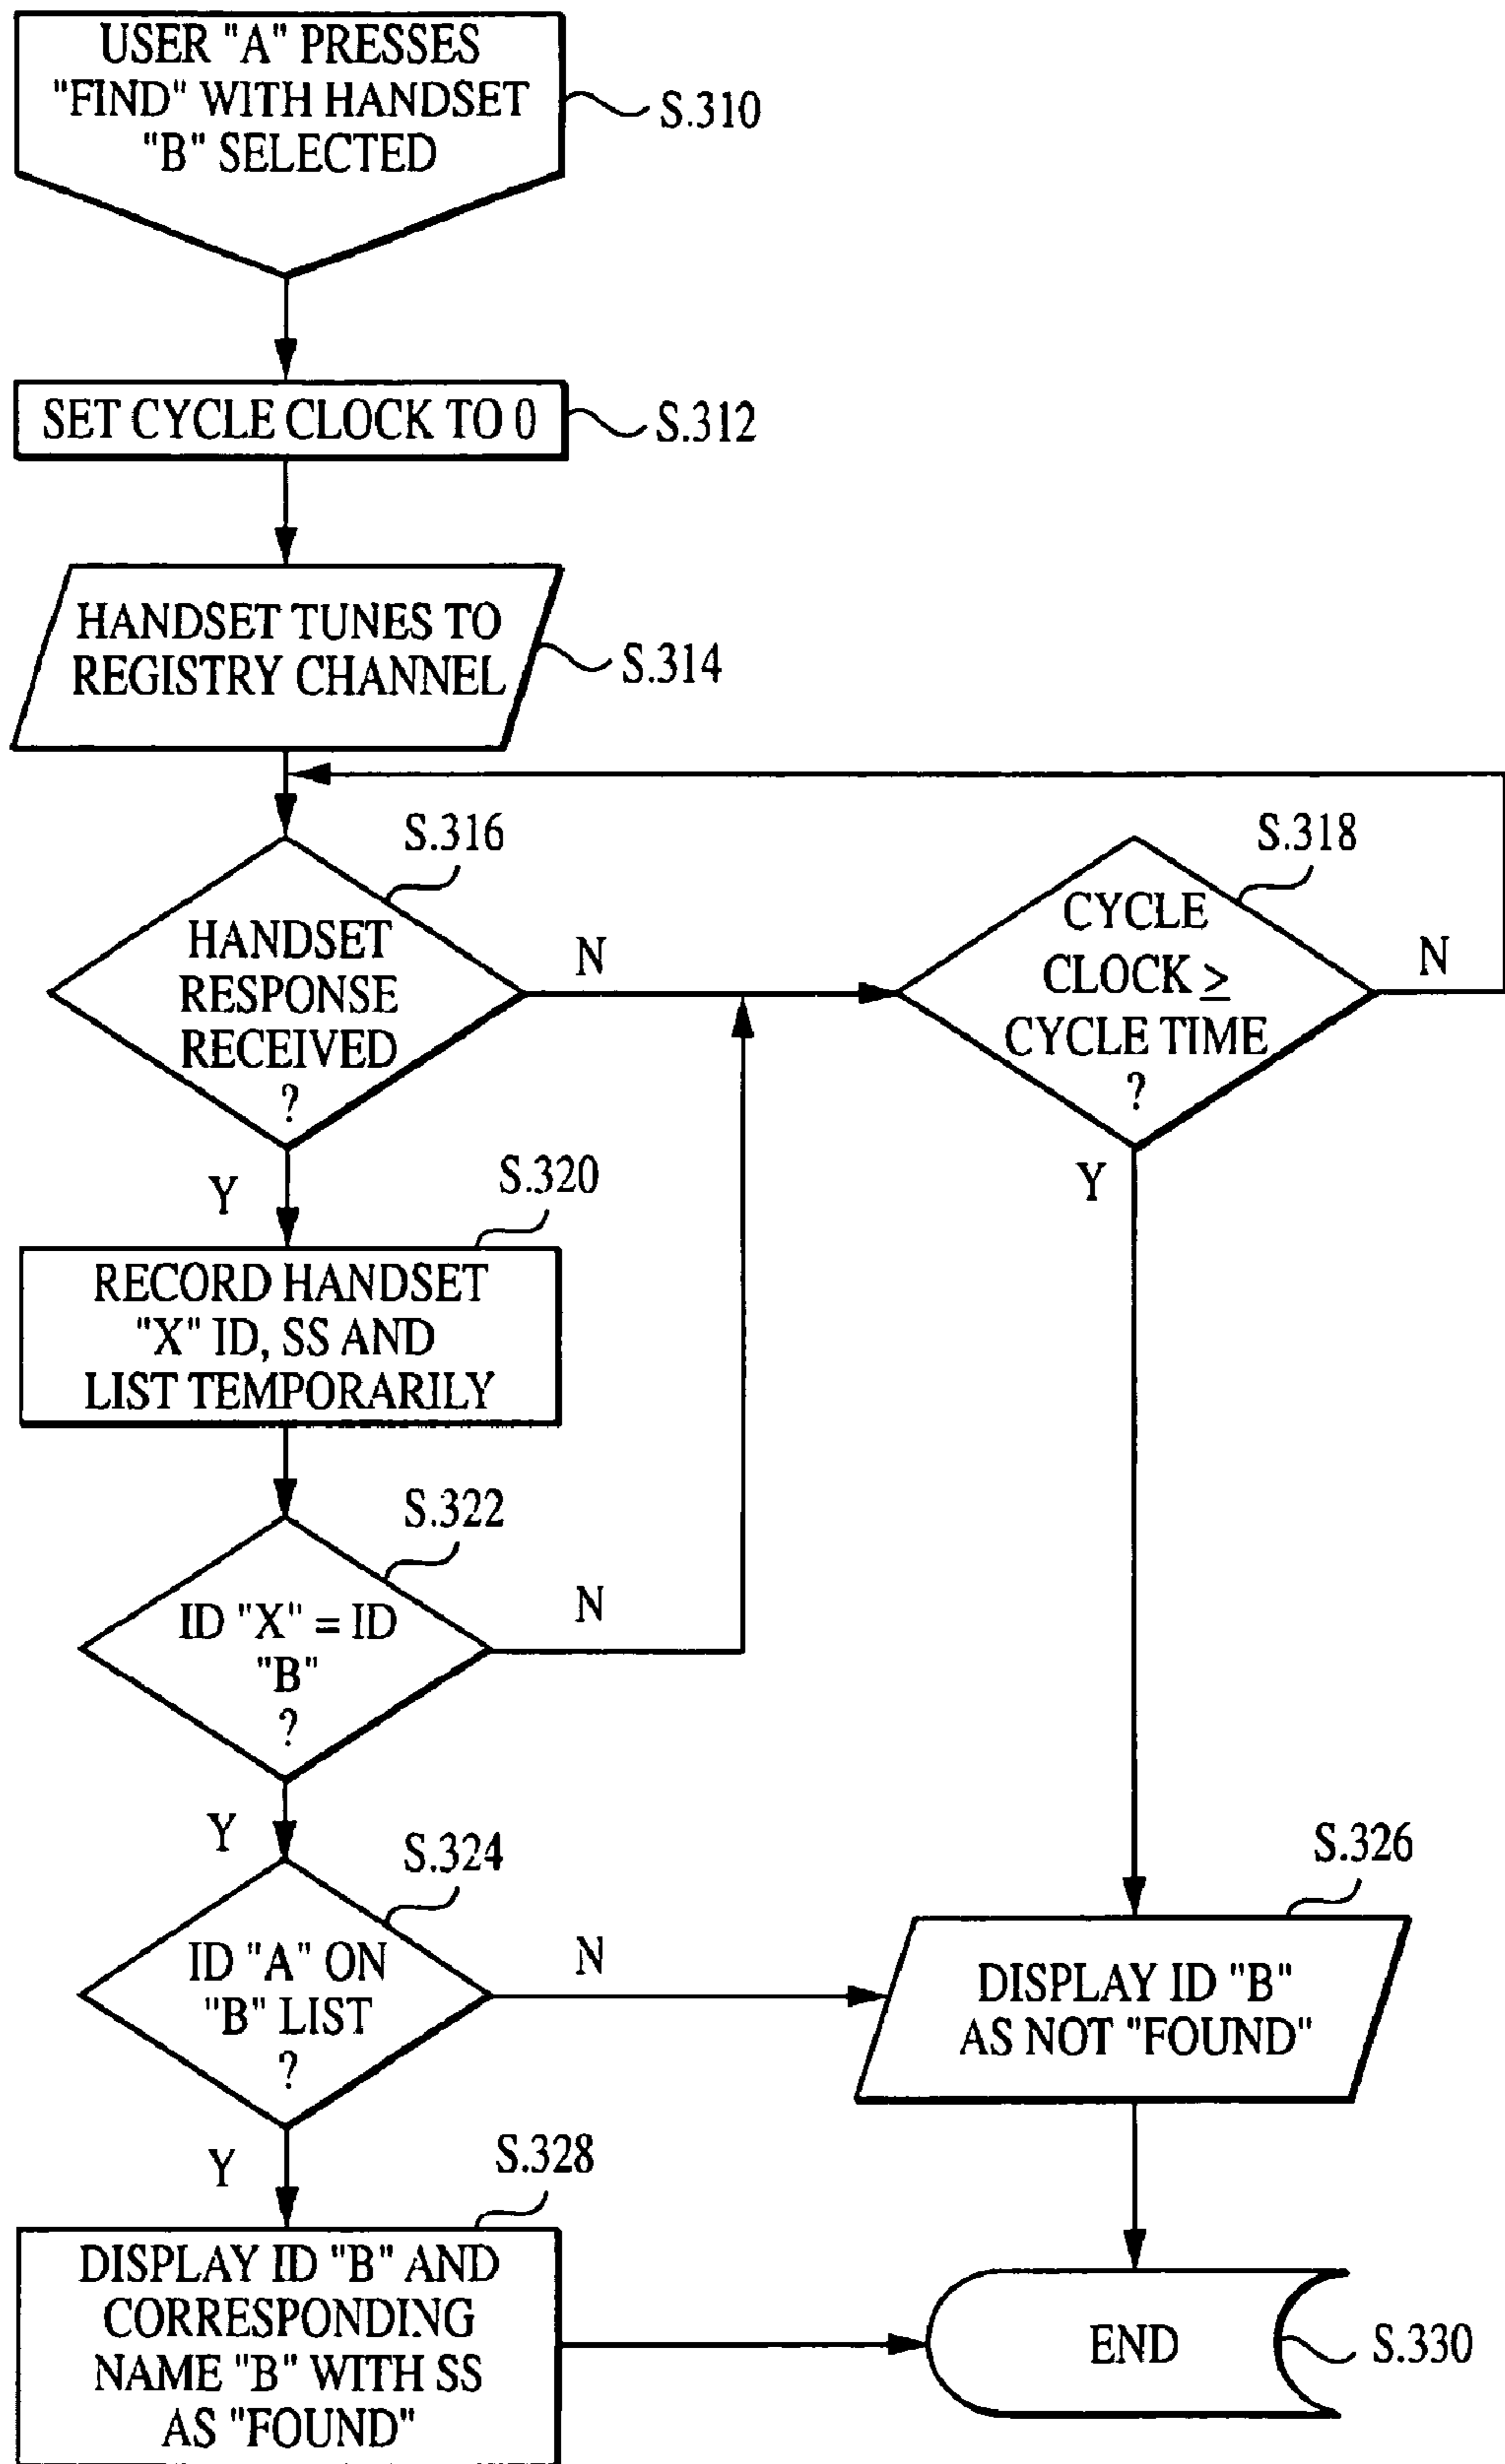 USER "A" PRESSES
"FIND" WITH HANDSET
"B" SELECTED
S.310
SET CYCLE CLOCK TO 0
S.312
HANDSET TUNES TO
REGISTRY CHANNEL
S.314
S.316
HANDSET
RESPONSE
RECEIVED
?
N
Y
S.318
CYCLE
CLOCK ≥
CYCLE TIME
?
N
Y
S.320
RECORD HANDSET
"X" ID, SS AND
LIST TEMPORARILY
S.322
ID "X" = ID
"B"
?
N
Y
S.324
ID "A" ON
"B" LIST
?
N
Y
S.326
DISPLAY ID "B"
AS NOT "FOUND"
S.328
DISPLAY ID "B" AND
CORRESPONDING
NAME "B" WITH SS
AS "FOUND"
END
S.330